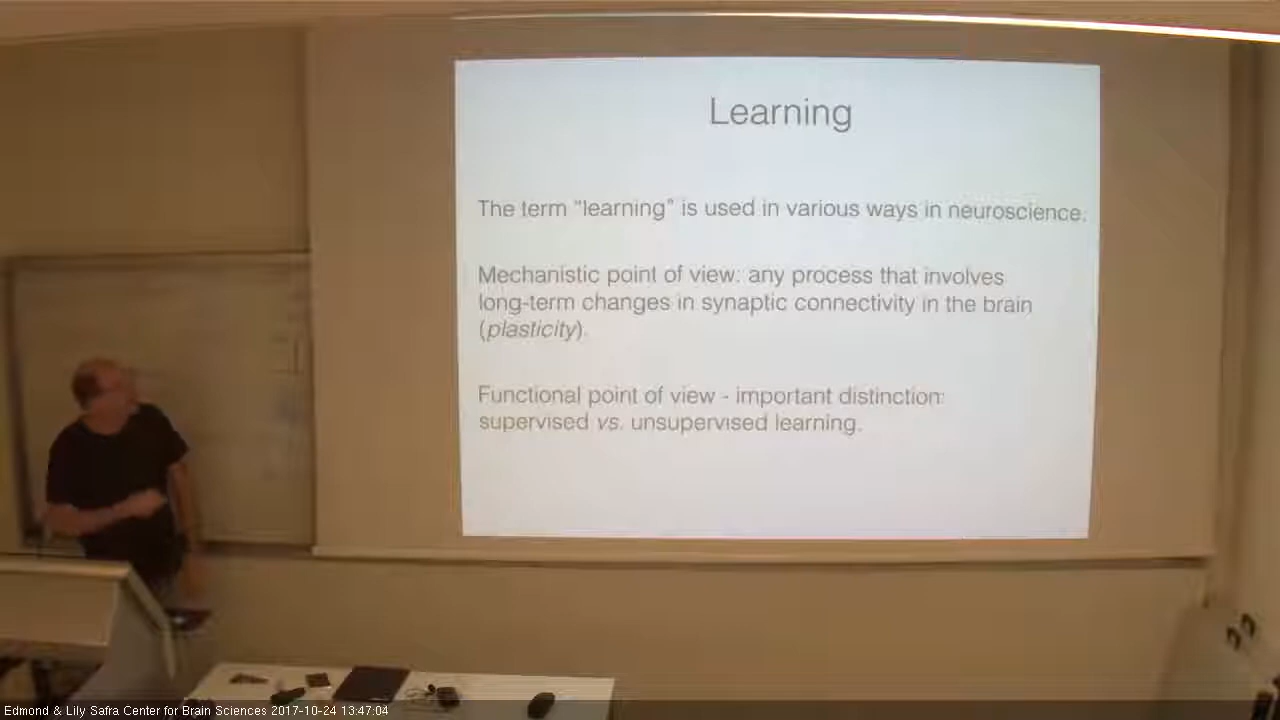 Learning
The term "learning" is used in various ways in neuroscience.
Mechanistic point of view: any process that involves
long-term changes in synaptic connectivity in the brain
(plasticity).
Functional point of view - important distinction:
supervised vs. unsupervised learning.
Edmond & Lily Safra Center for Brain Sciences 2017-10-24 13:47:04